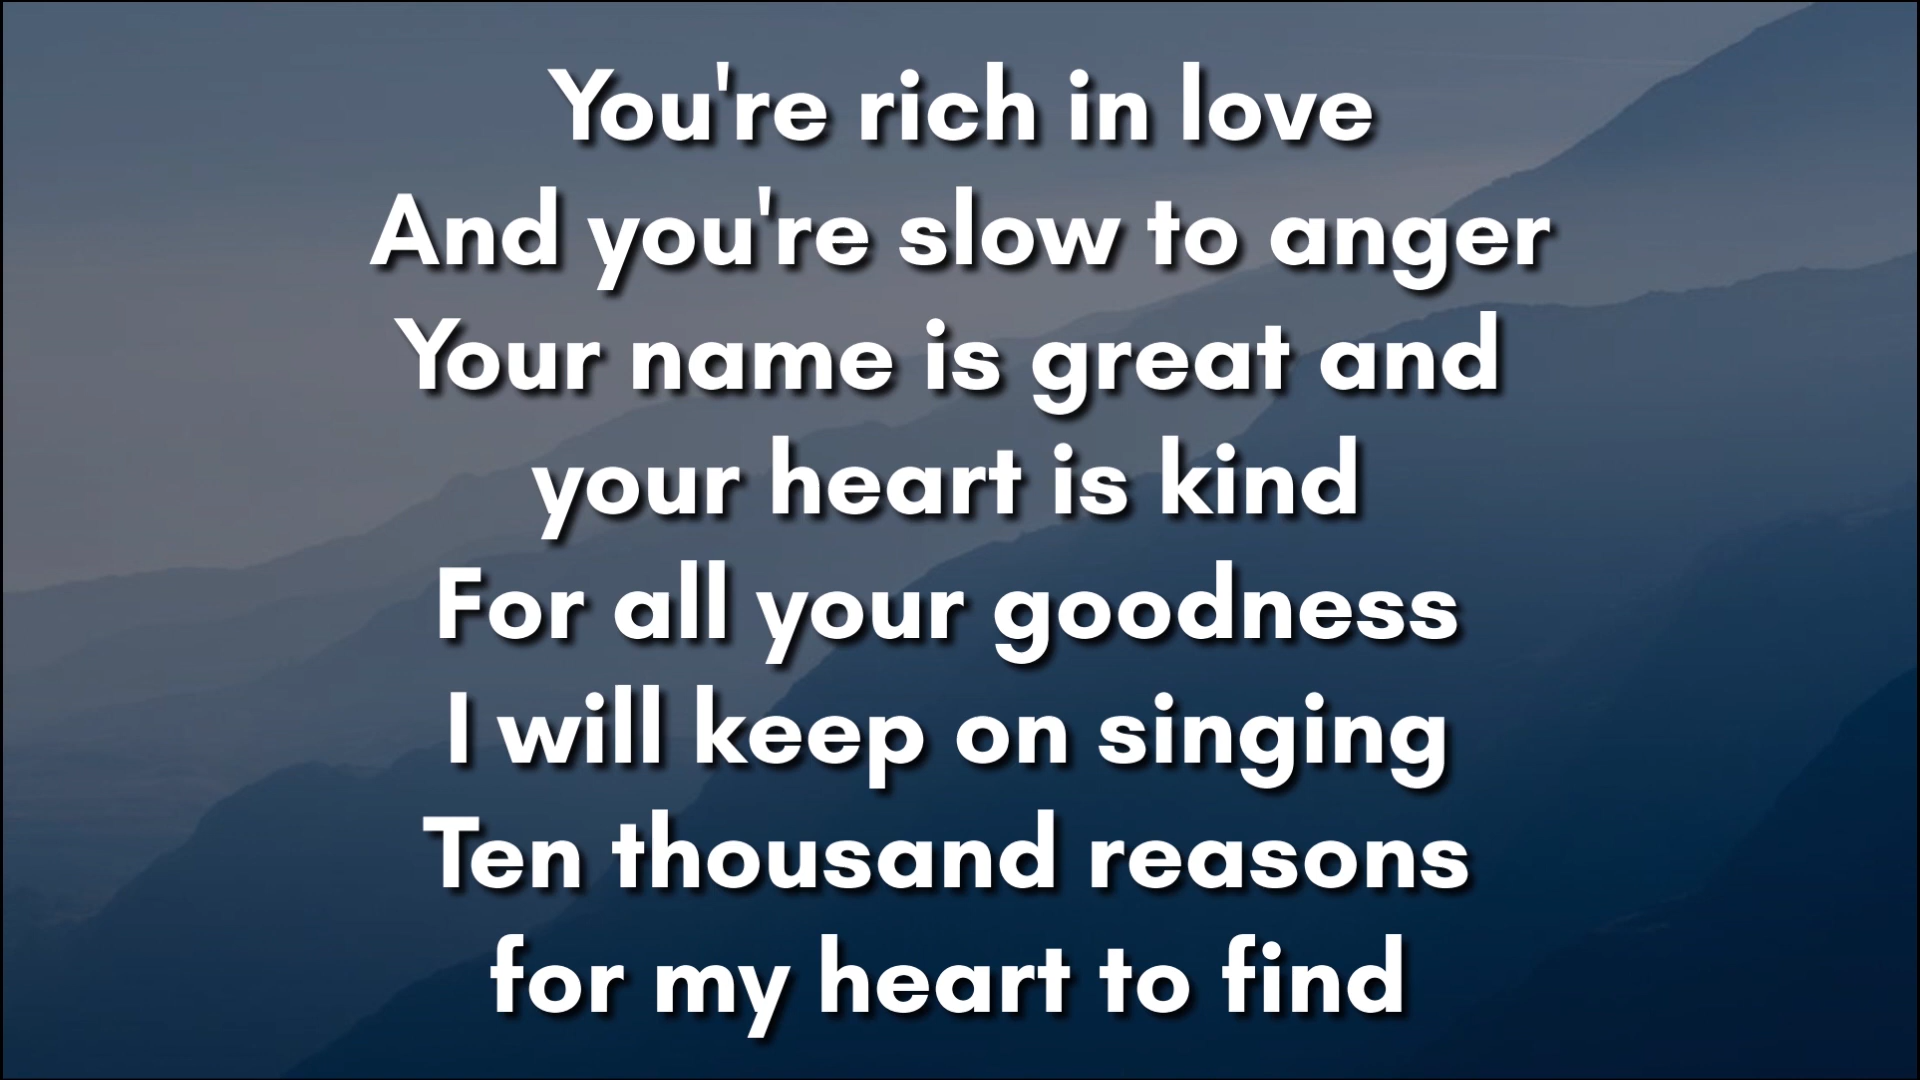 You're rich in love
And you're slow to anger
Your name is great and
your heart is kind
For all your goodness
I will keep on singing
Ten thousand reasons
for my heart to find